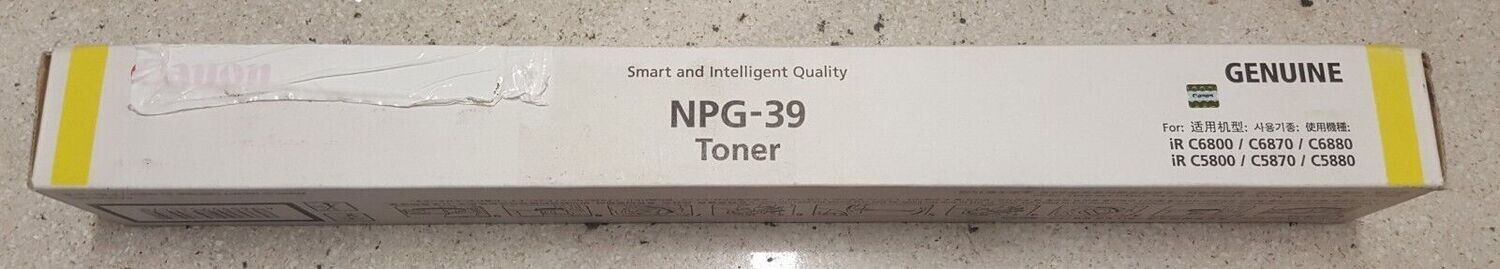 Canon
Smart and Intelligent Quality
NPG-39
Toner
GENUINE
Canon
For: 适用机型: 사용기종: 使用機種:
iR C6800 / C6870 / C6880
iR C5800 / C5870 / C5880